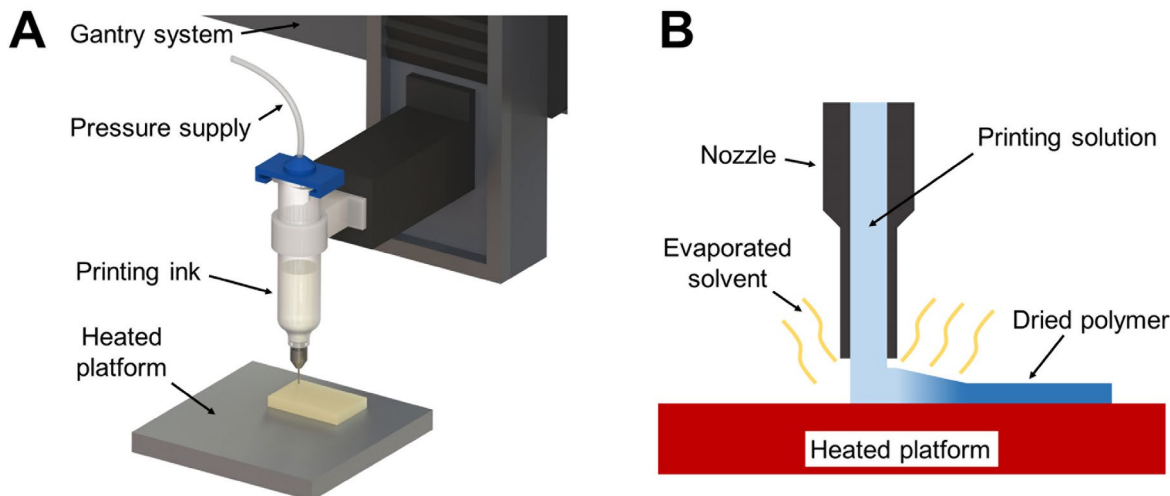 A
Gantry system
Pressure supply
Printing ink
Heated
platform
B
Nozzle
Printing solution
Evaporated
solvent
Dried polymer
Heated platform